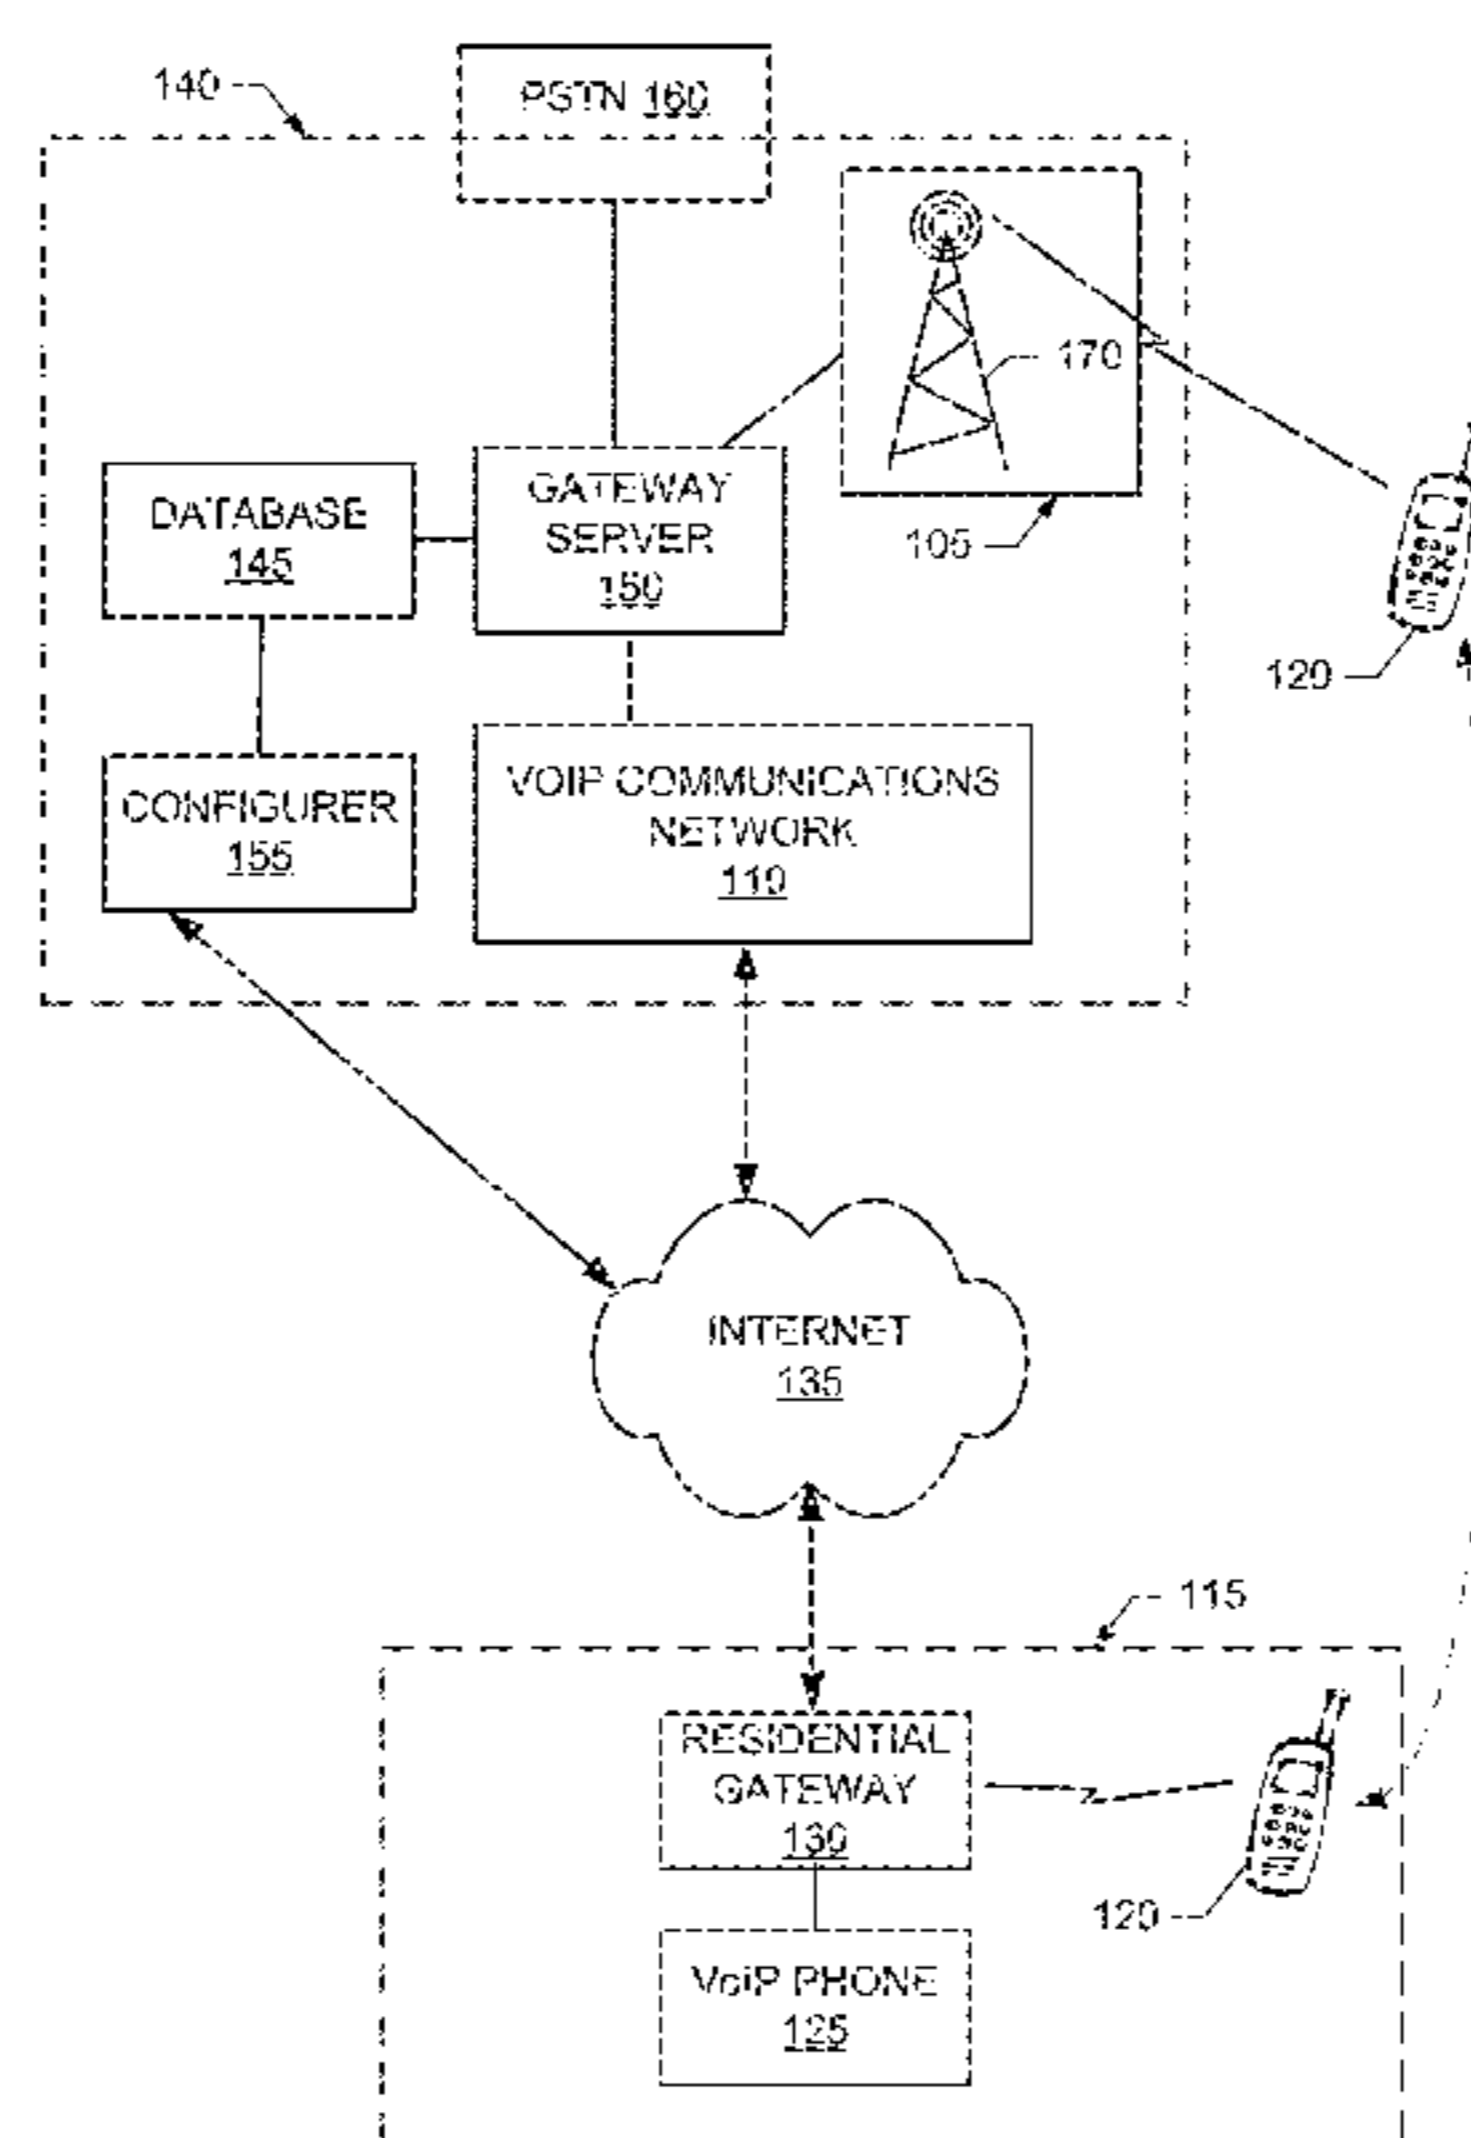 140
PSTN 160
170
DATABASE
145
GATEWAY
SERVER
150
105
120
CONFIGURER
155
VOIP COMMUNICATIONS
NETWORK
110
INTERNET
135
115
RESIDENTIAL
GATEWAY
130
120
VoiP PHONE
125